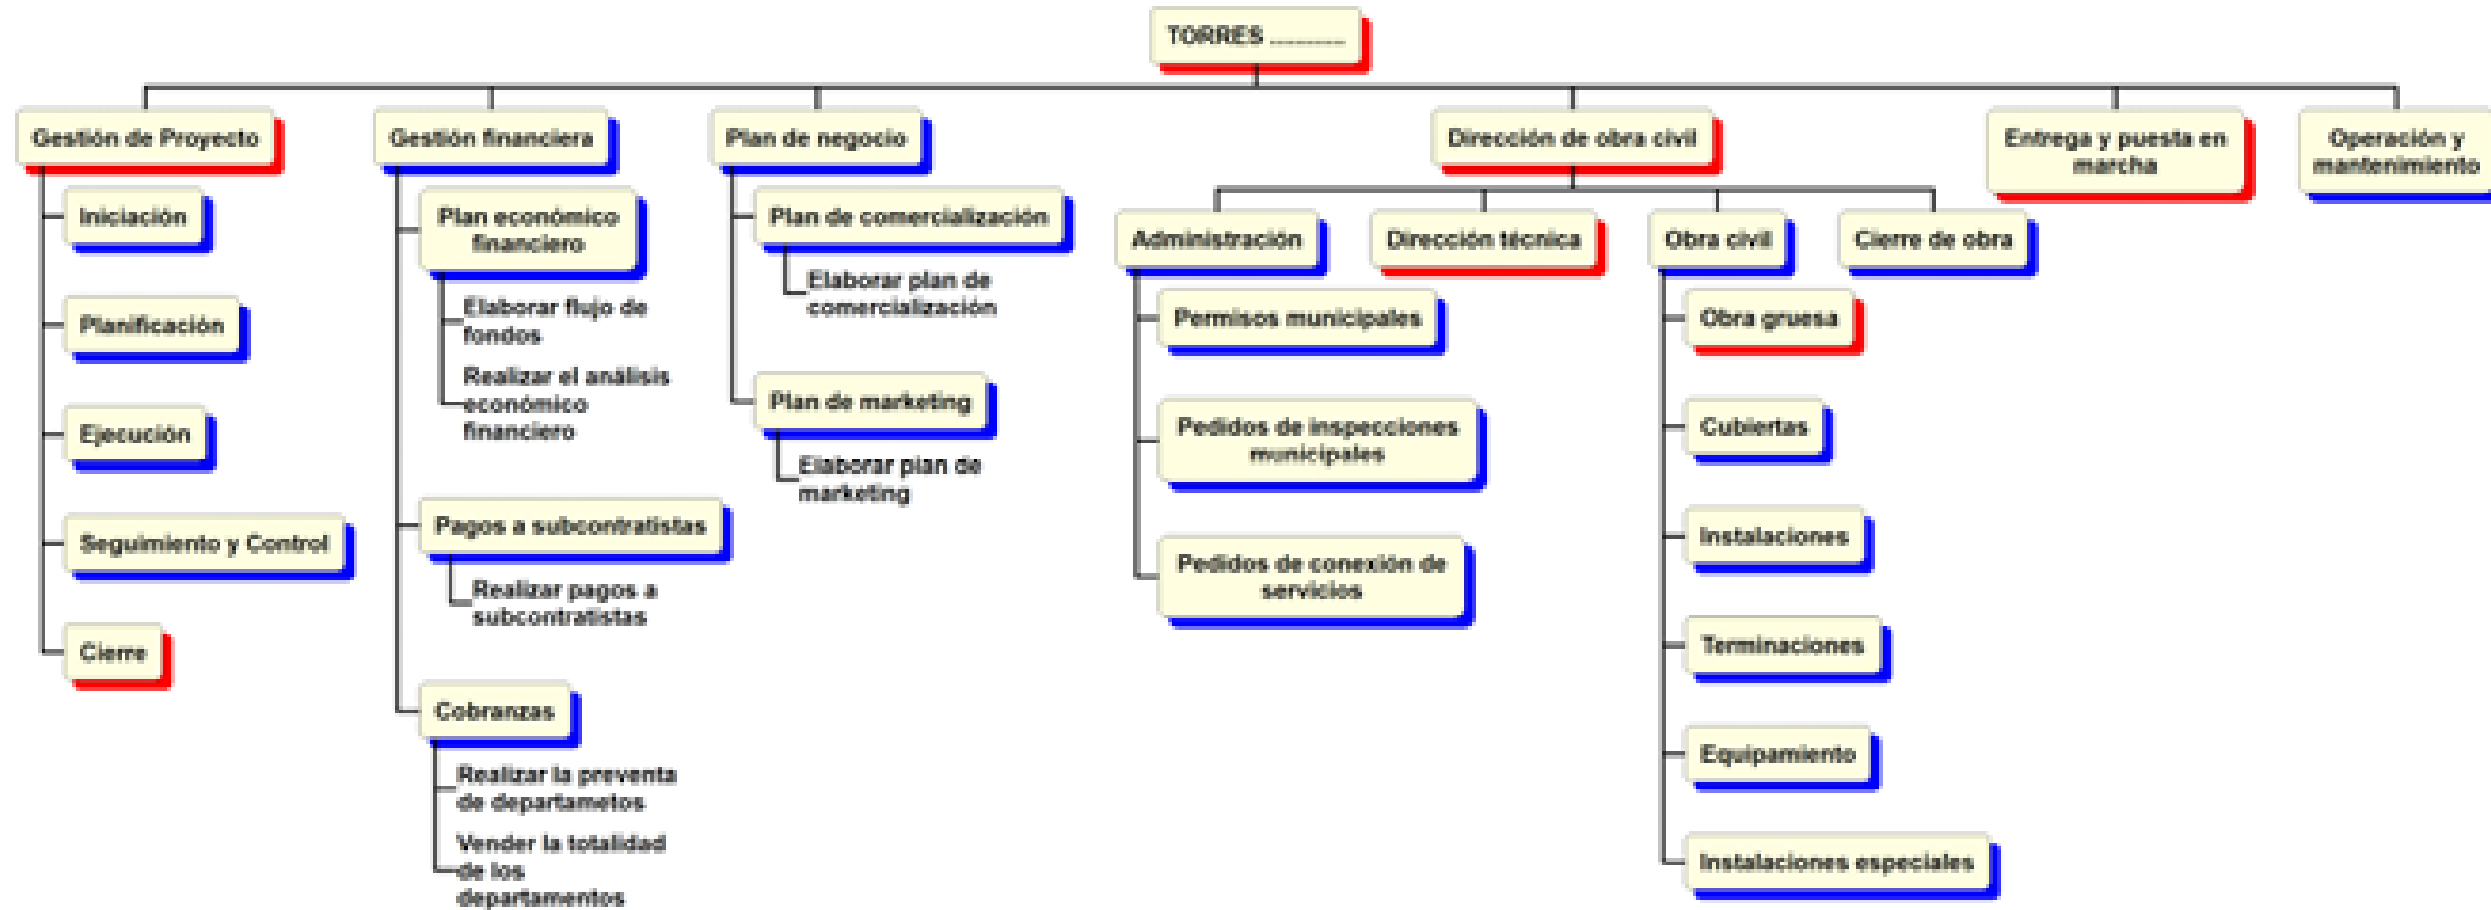 TORRES ________
Gestión de Proyecto
Iniciación
Planificación
Ejecución
Seguimiento y Control
Cierre
Gestión financiera
Plan económico
financiero
Elaborar flujo de
fondos
Realizar el análisis
económico
financiero
Pagos a subcontratistas
Realizar pagos a
subcontratistas
Cobranzas
Realizar la preventa
de departametos
Vender la totalidad
de los
departamentos
Plan de negocio
Plan de comercialización
Elaborar plan de
comercialización
Plan de marketing
Elaborar plan de
marketing
Dirección de obra civil
Administración
Permisos municipales
Pedidos de inspecciones
municipales
Pedidos de conexión de
servicios
Dirección técnica
Obra civil
Obra gruesa
Cubiertas
Instalaciones
Terminaciones
Equipamiento
Instalaciones especiales
Cierre de obra
Entrega y puesta en
marcha
Operación y
mantenimiento